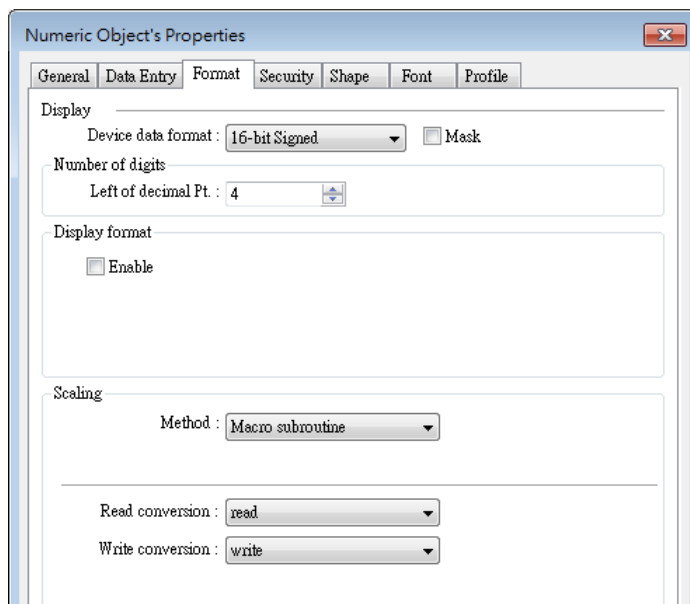 Numeric Object's Properties
General Data Entry Format Security Shape Font Profile
Display
Device data format : 16-bit Signed Mask
Number of digits
Left of decimal Pt. : 4
Display format
Enable
Scaling
Method : Macro subroutine
Read conversion : read
Write conversion : write